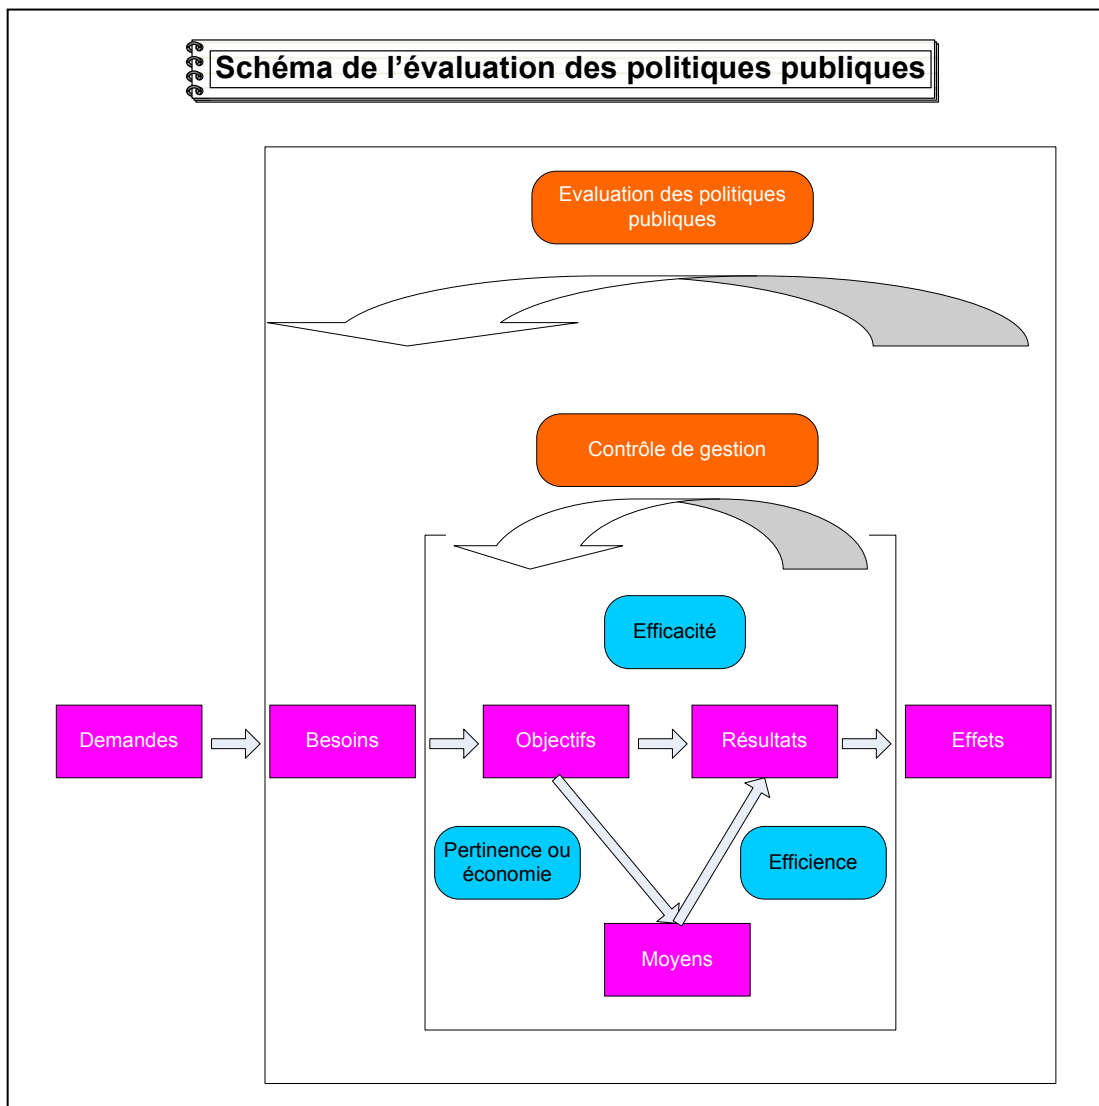 Schéma de l'évaluation des politiques publiques
Evaluation des politiques
publiques
Contrôle de gestion
Efficacité
Demandes
Besoins
Objectifs
Résultats
Effets
Pertinence ou
économie
Efficience
Moyens